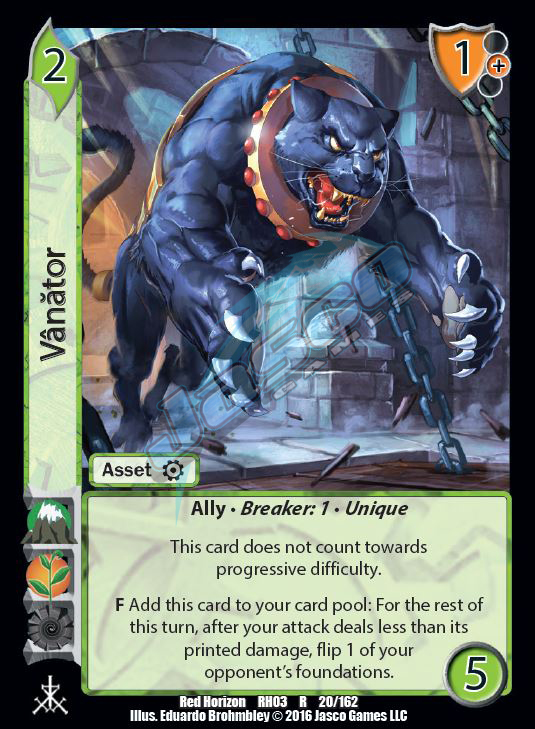 2
1
+
Vânător
Asset
Ally • Breaker: 1 • Unique
This card does not count towards
progressive difficulty.
F Add this card to your card pool: For the rest of
this turn, after your attack deals less than its
printed damage, flip 1 of your
opponent's foundations.
5
Red Horizon RH03 R 20/162
Illus. Eduardo Brohmbley © 2016 Jasco Games LLC